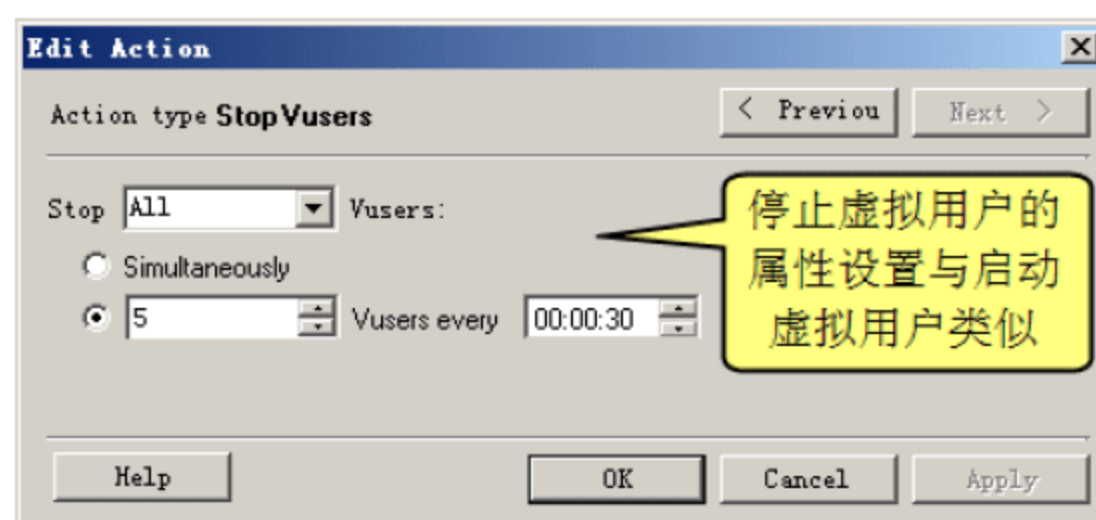 Edit Action
Action type Stop Vusers
< Previou
Next >
Stop All Vusers:
Simultaneously
5 Vusers every 00:00:30
停止虚拟用户的
属性设置与启动
虚拟用户类似
Help
OK
Cancel
Apply